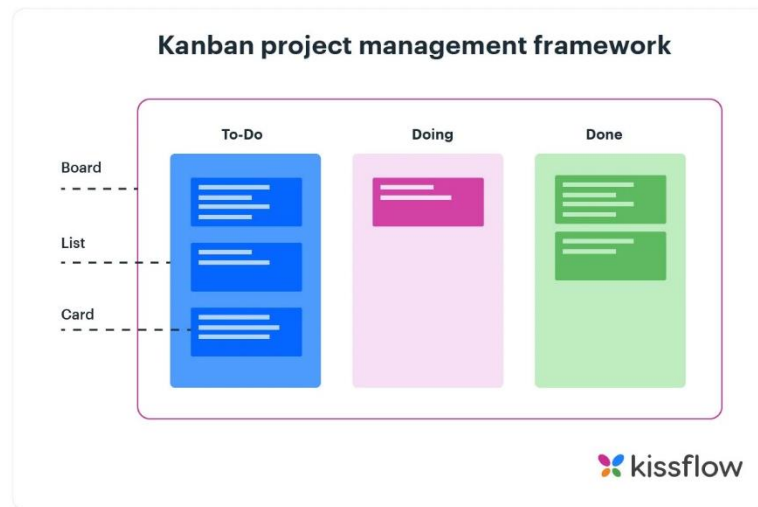 Kanban project management framework
To-Do
Doing
Done
Board
List
Card
kissflow